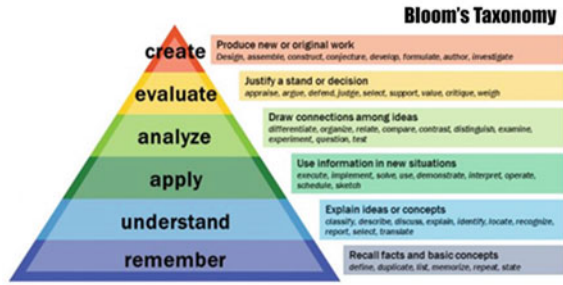 Bloom's Taxonomy
create
Produce new or original work
Design, assemble, construct, conjecture, develop, formulate, author, investigate
evaluate
Justify a stand or decision
appraise, argue, defend, judge, select, support, value, critique, weigh
analyze
Draw connections among ideas
differentiate, organize, relate, compare, contrast, distinguish, examine,
experiment, question, test
apply
Use information in new situations
execute, implement, solve, use, demonstrate, interpret, operate,
schedule, sketch
understand
Explain ideas or concepts
classify, describe, discuss, explain, identify, locate, recognize,
report, select, translate
remember
Recall facts and basic concepts
define, duplicate, list, memorize, repeat, state